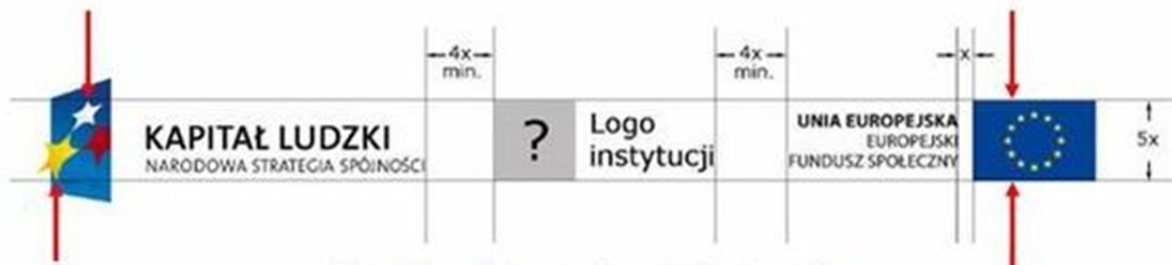 4x
min.
4x
min.
x
KAPITAŁ LUDZKI
NARODOWA STRATEGIA SPÓJNOŚCI
?
Logo
instytucji
UNIA EUROPEJSKA
EUROPEJSKI
FUNDUSZ SPOŁECZNY
5x